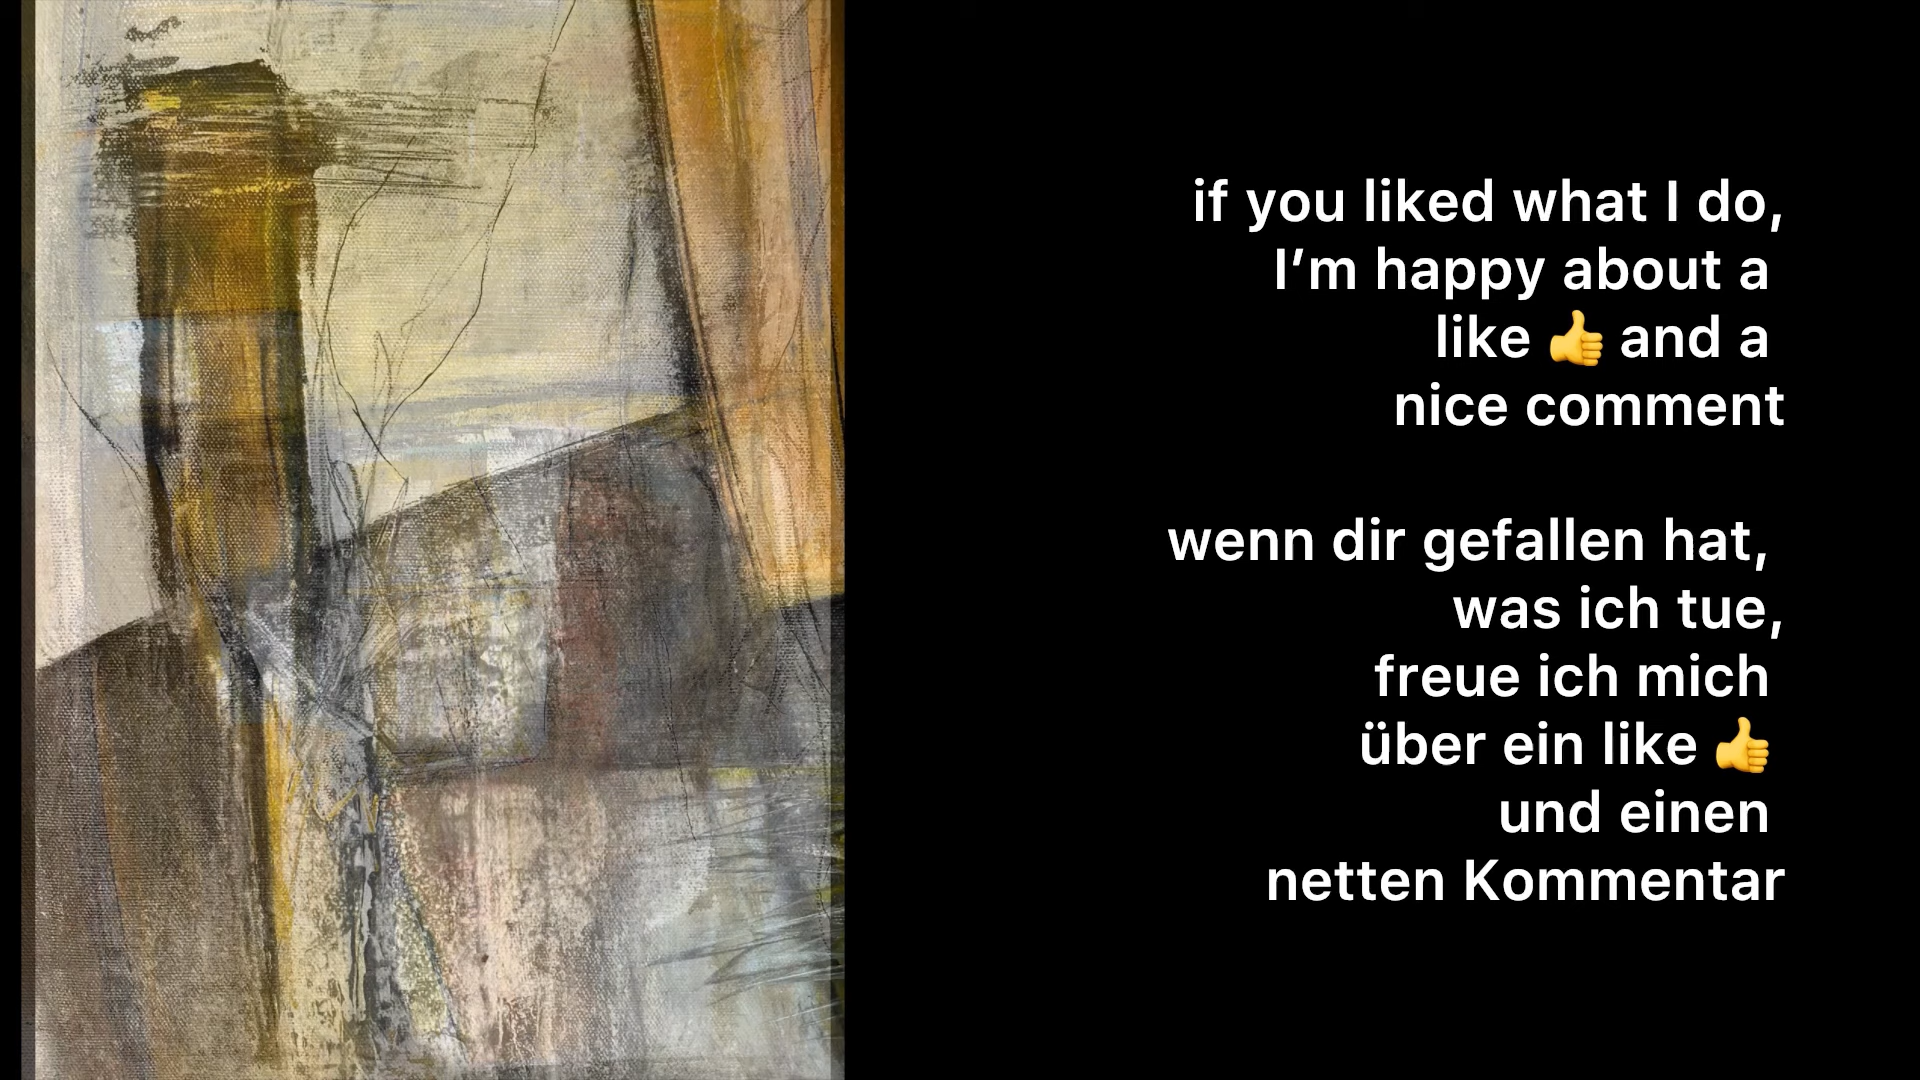 if you liked what I do,
I’m happy about a
like 👍 and a
nice comment
wenn dir gefallen hat,
was ich tue,
freue ich mich
über ein like 👍
und einen
netten Kommentar